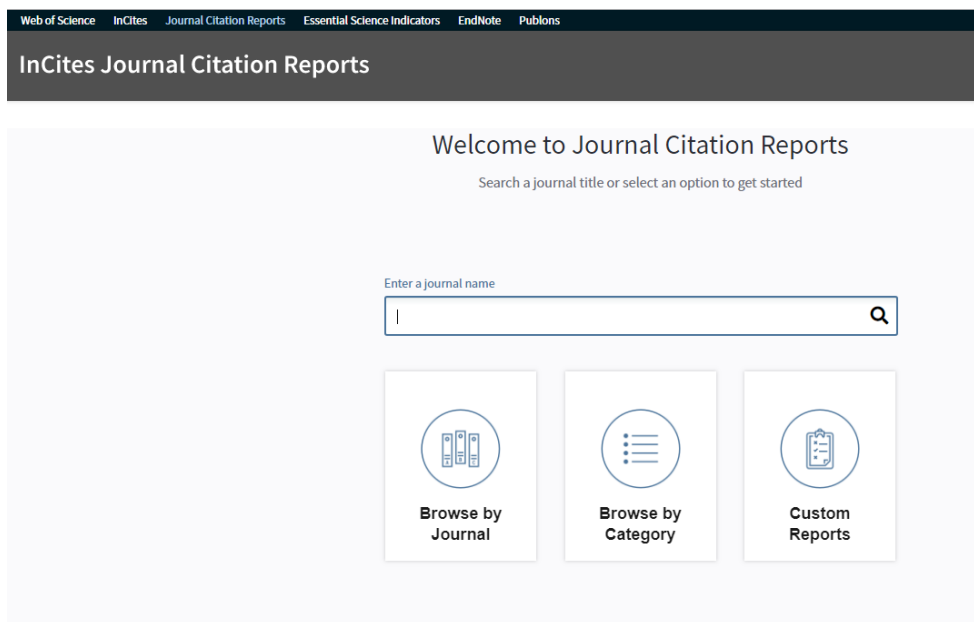 Web of Science InCites Journal Citation Reports Essential Science Indicators EndNote Publons
InCites Journal Citation Reports
Welcome to Journal Citation Reports
Search a journal title or select an option to get started
Enter a journal name
Browse by Journal
Browse by Category
Custom Reports